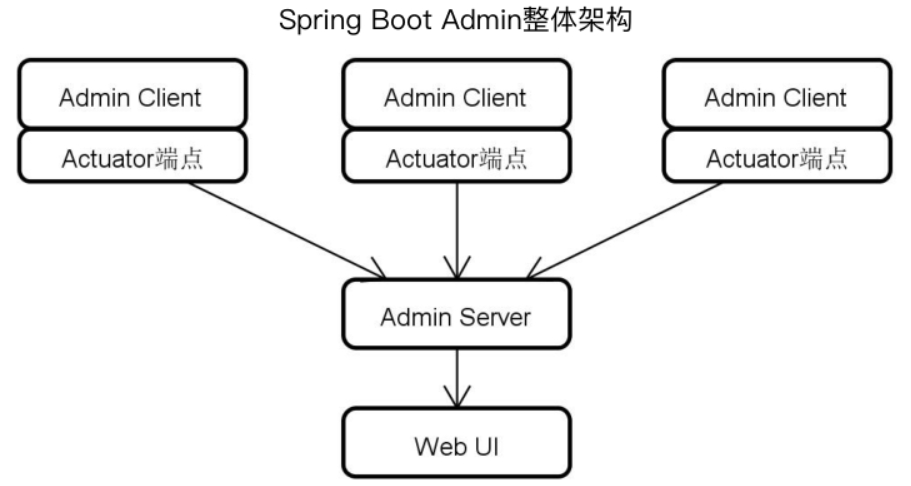 Spring Boot Admin整体架构
Admin Client
Admin Client
Admin Client
Actuator端点
Actuator端点
Actuator端点
Admin Server
Web UI